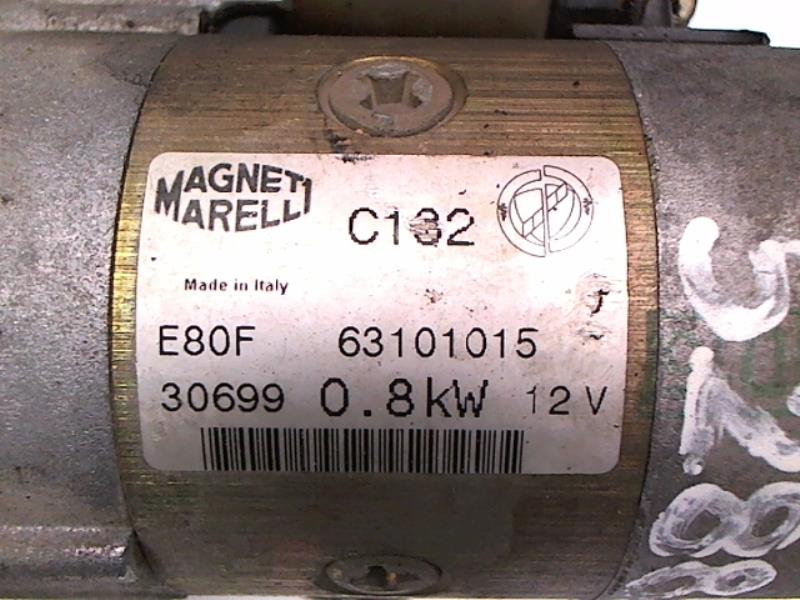 MAGNETI MARELLI
C132
Made in Italy
E80F 63101015
30699 0.8kW 12V